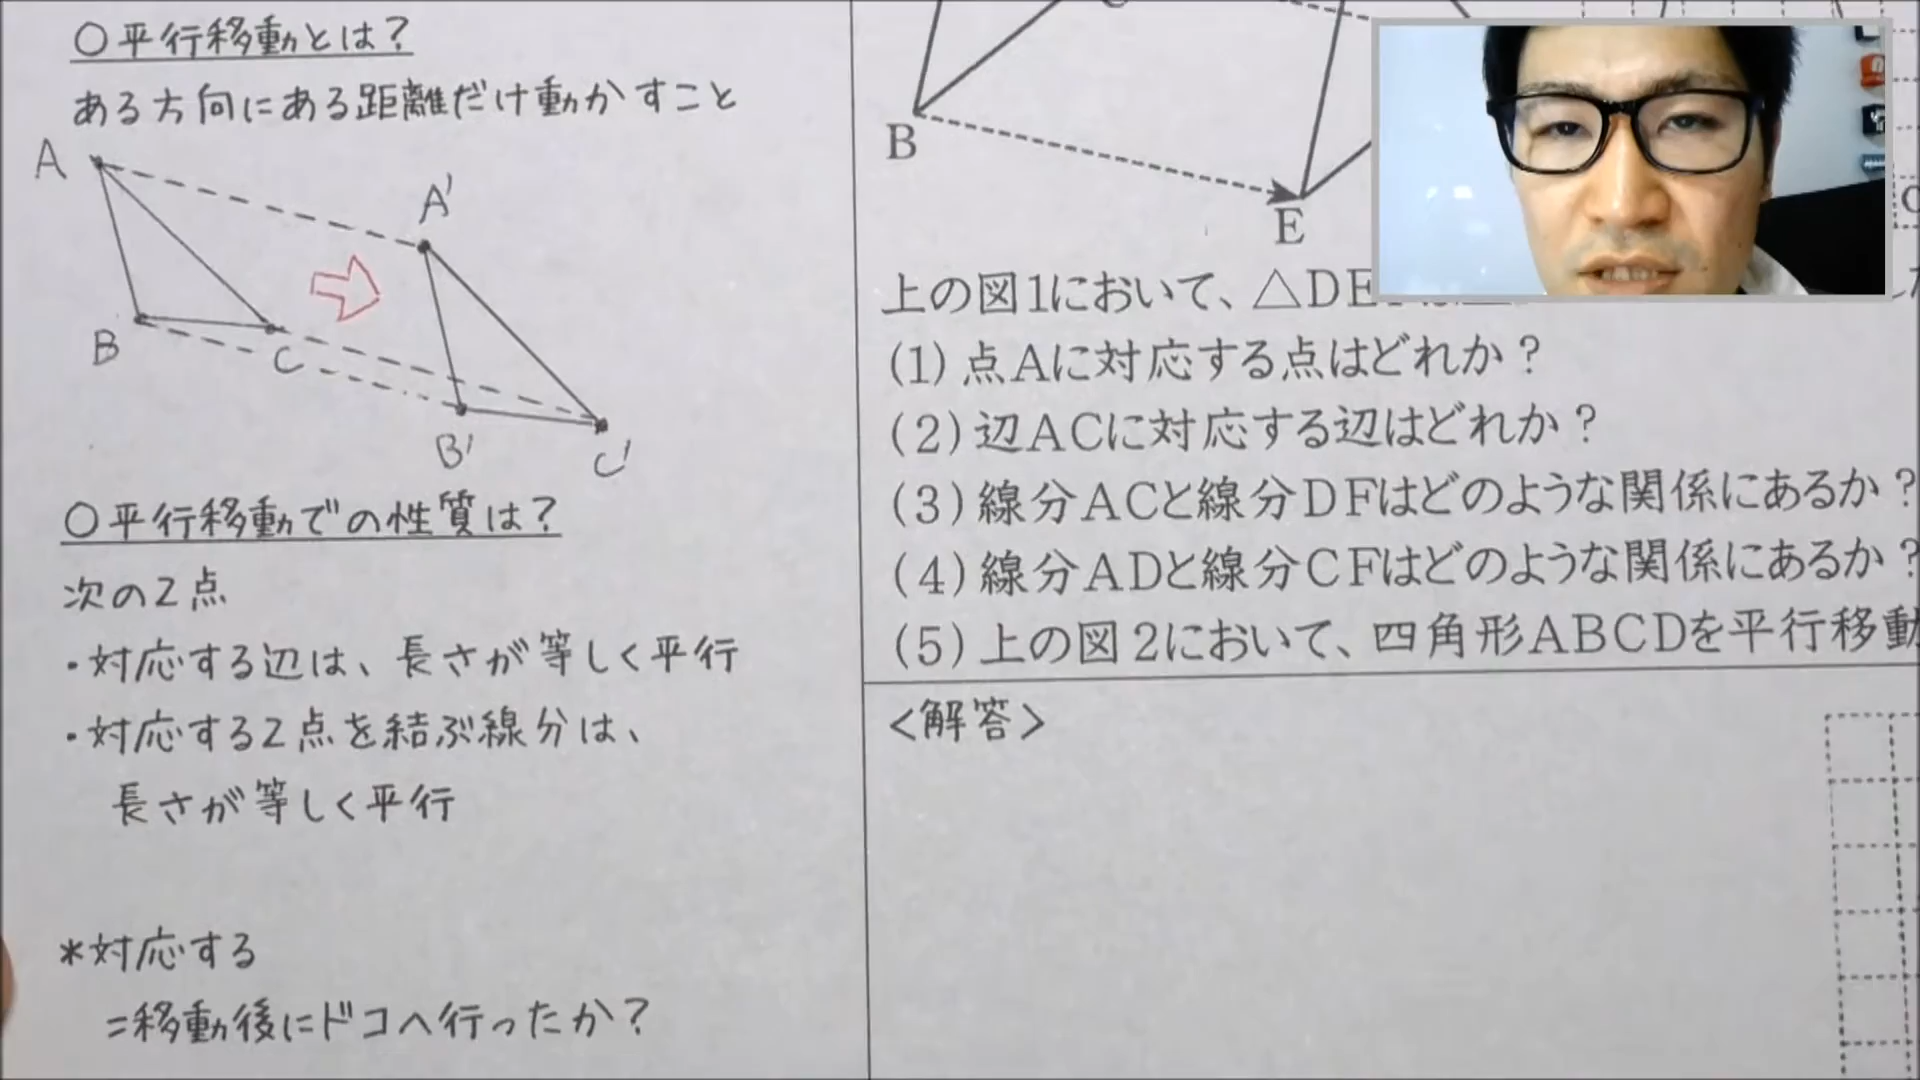 ○平行移動とは?
ある方向にある距離だけ動かすこと
A
A'
B
C
B'
C'
○平行移動での性質は?
次の2点
・対応する辺は、長さが等しく平行
・対応する2点を結ぶ線分は、
長さが等しく平行
*対応する
=移動後にドコへ行ったか?
B
E
上の図1において、△DE
(1)点Aに対応する点はどれか?
(2)辺ACに対応する辺はどれか?
(3)線分ACと線分DFはどのような関係にあるか?
(4)線分ADと線分CFはどのような関係にあるか?
(5)上の図2において、四角形ABCDを平行移動
<解答>